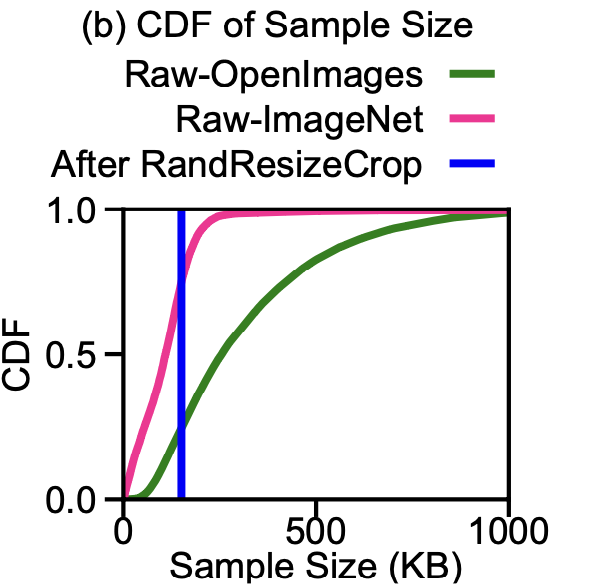 (b) CDF of Sample Size
Raw-OpenImages
Raw-ImageNet
After RandResizeCrop
1.0
0.5
0.0
CDF
0
500
1000
Sample Size (KB)